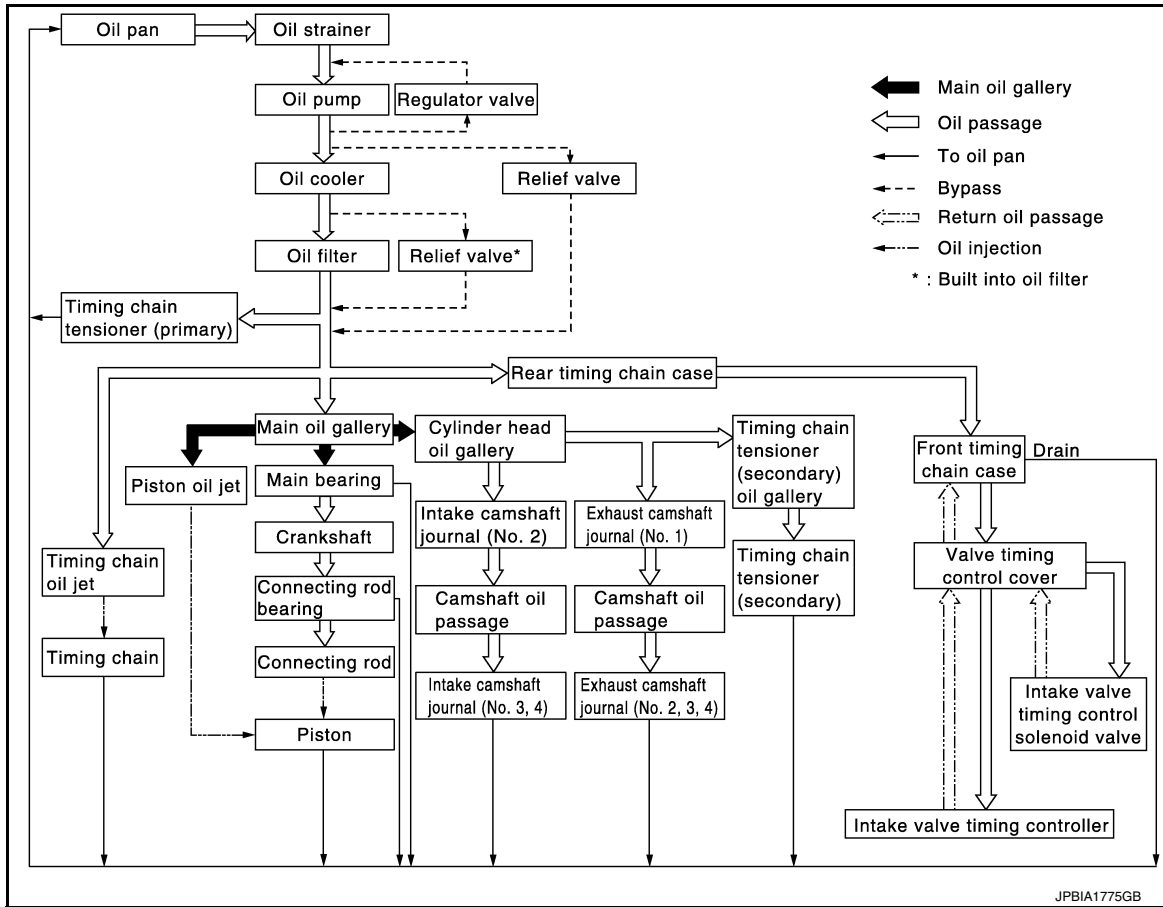 Oil pan
Oil strainer
Oil pump
Regulator valve
Oil cooler
Relief valve
Oil filter
Relief valve*
Timing chain
tensioner (primary)
Main oil gallery
Oil passage
To oil pan
Bypass
Return oil passage
Oil injection
* : Built into oil filter
Rear timing chain case
Main oil gallery
Cylinder head
oil gallery
Timing chain
tensioner
(secondary)
oil gallery
Front timing
chain case
Drain
Piston oil jet
Main bearing
Intake camshaft
journal (No. 2)
Exhaust camshaft
journal (No. 1)
Crankshaft
Timing chain
oil jet
Timing chain
tensioner
(secondary)
Valve timing
control cover
Connecting rod
bearing
Camshaft oil
passage
Camshaft oil
passage
Timing chain
Connecting rod
Intake camshaft
journal (No. 3, 4)
Exhaust camshaft
journal (No. 2, 3, 4)
Intake valve
timing control
solenoid valve
Piston
Intake valve timing controller
JPBIA1775GB